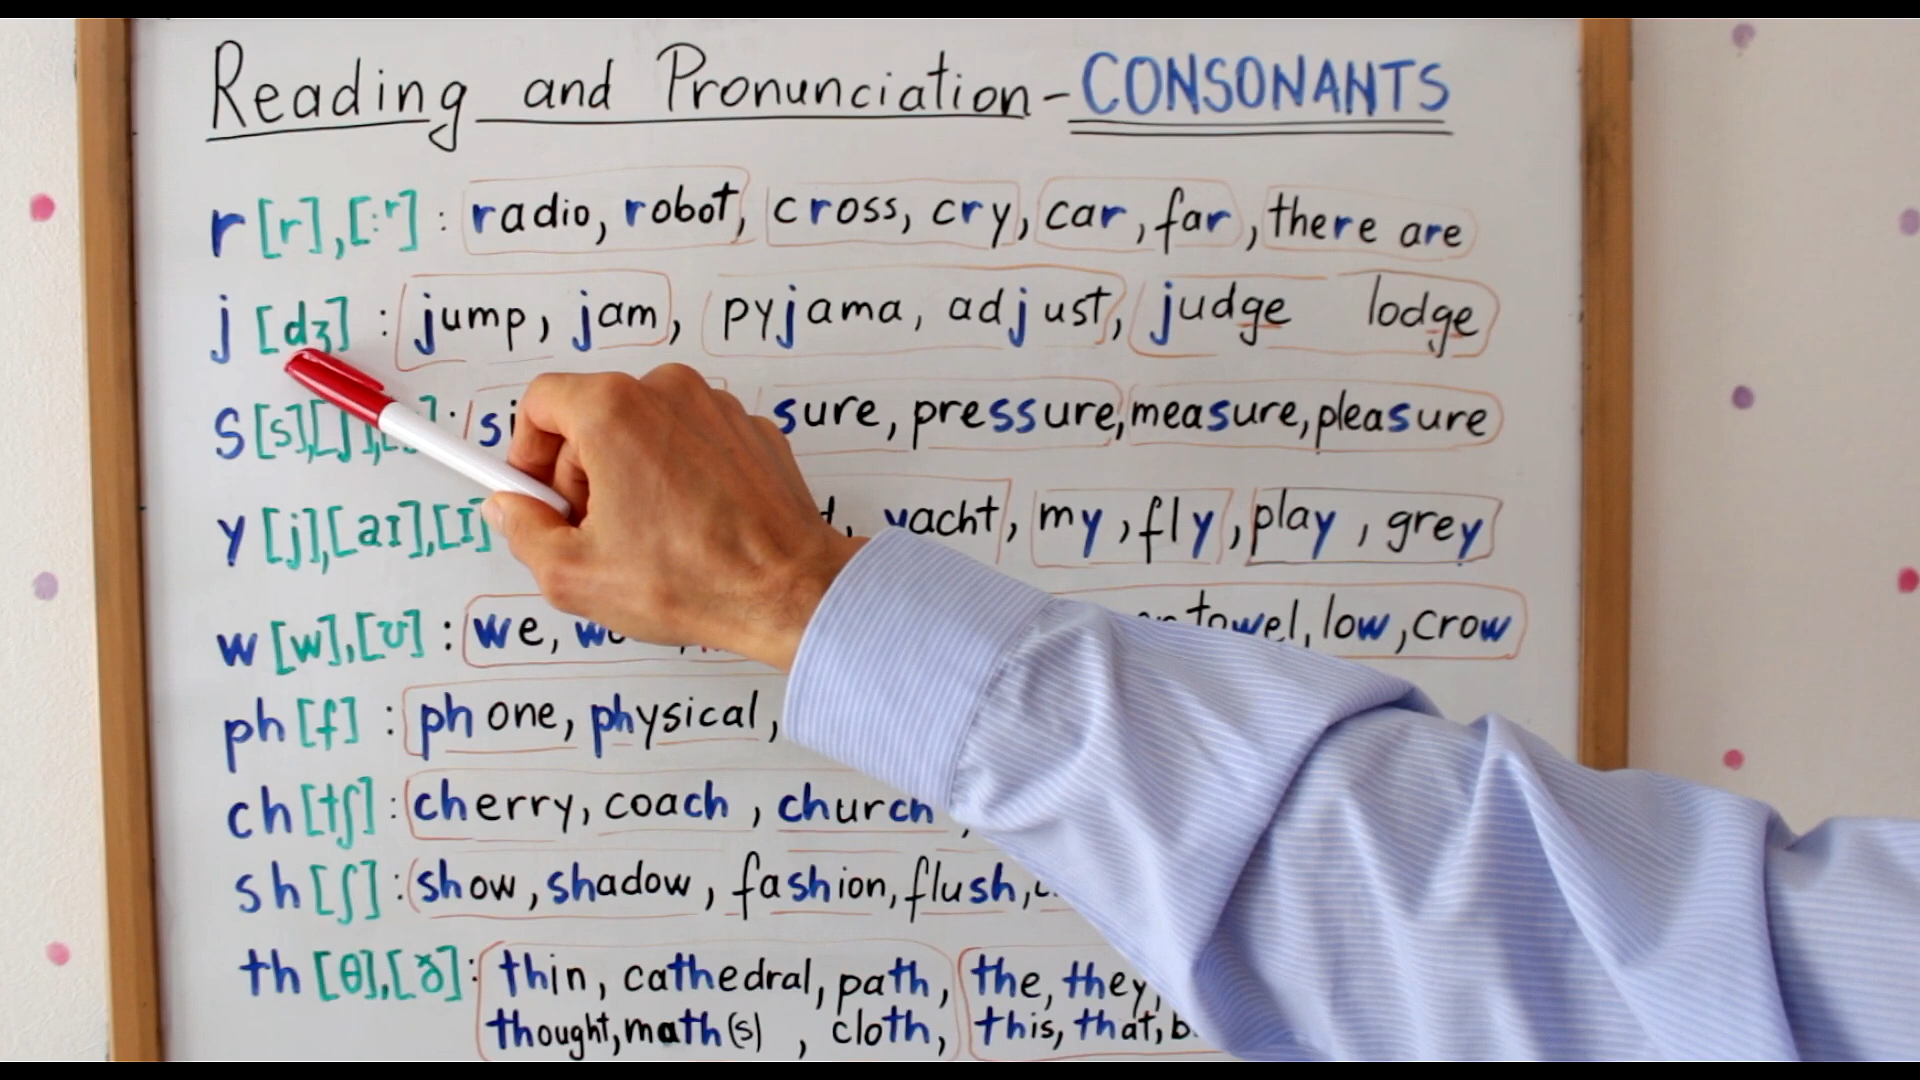 Reading and Pronunciation - CONSONANTS
r [r], [:ʳ] : radio, robot, cross, cry, car, far, there are
j [dʒ] : jump, jam, pyjama, adjust, judge lodge
s [s], : sure, pressure, measure, pleasure
y [j], [aɪ], [ɪ] yacht, my, fly, play, grey
w [w], [ʊ] : we, towel, low, crow
ph [f] : phone, physical,
ch [tʃ] : cherry, coach, church,
sh [ʃ] : show, shadow, fashion, flush,
th [θ], [ð] : thin, cathedral, path, the, they,
thought, math(s), cloth, this, that,